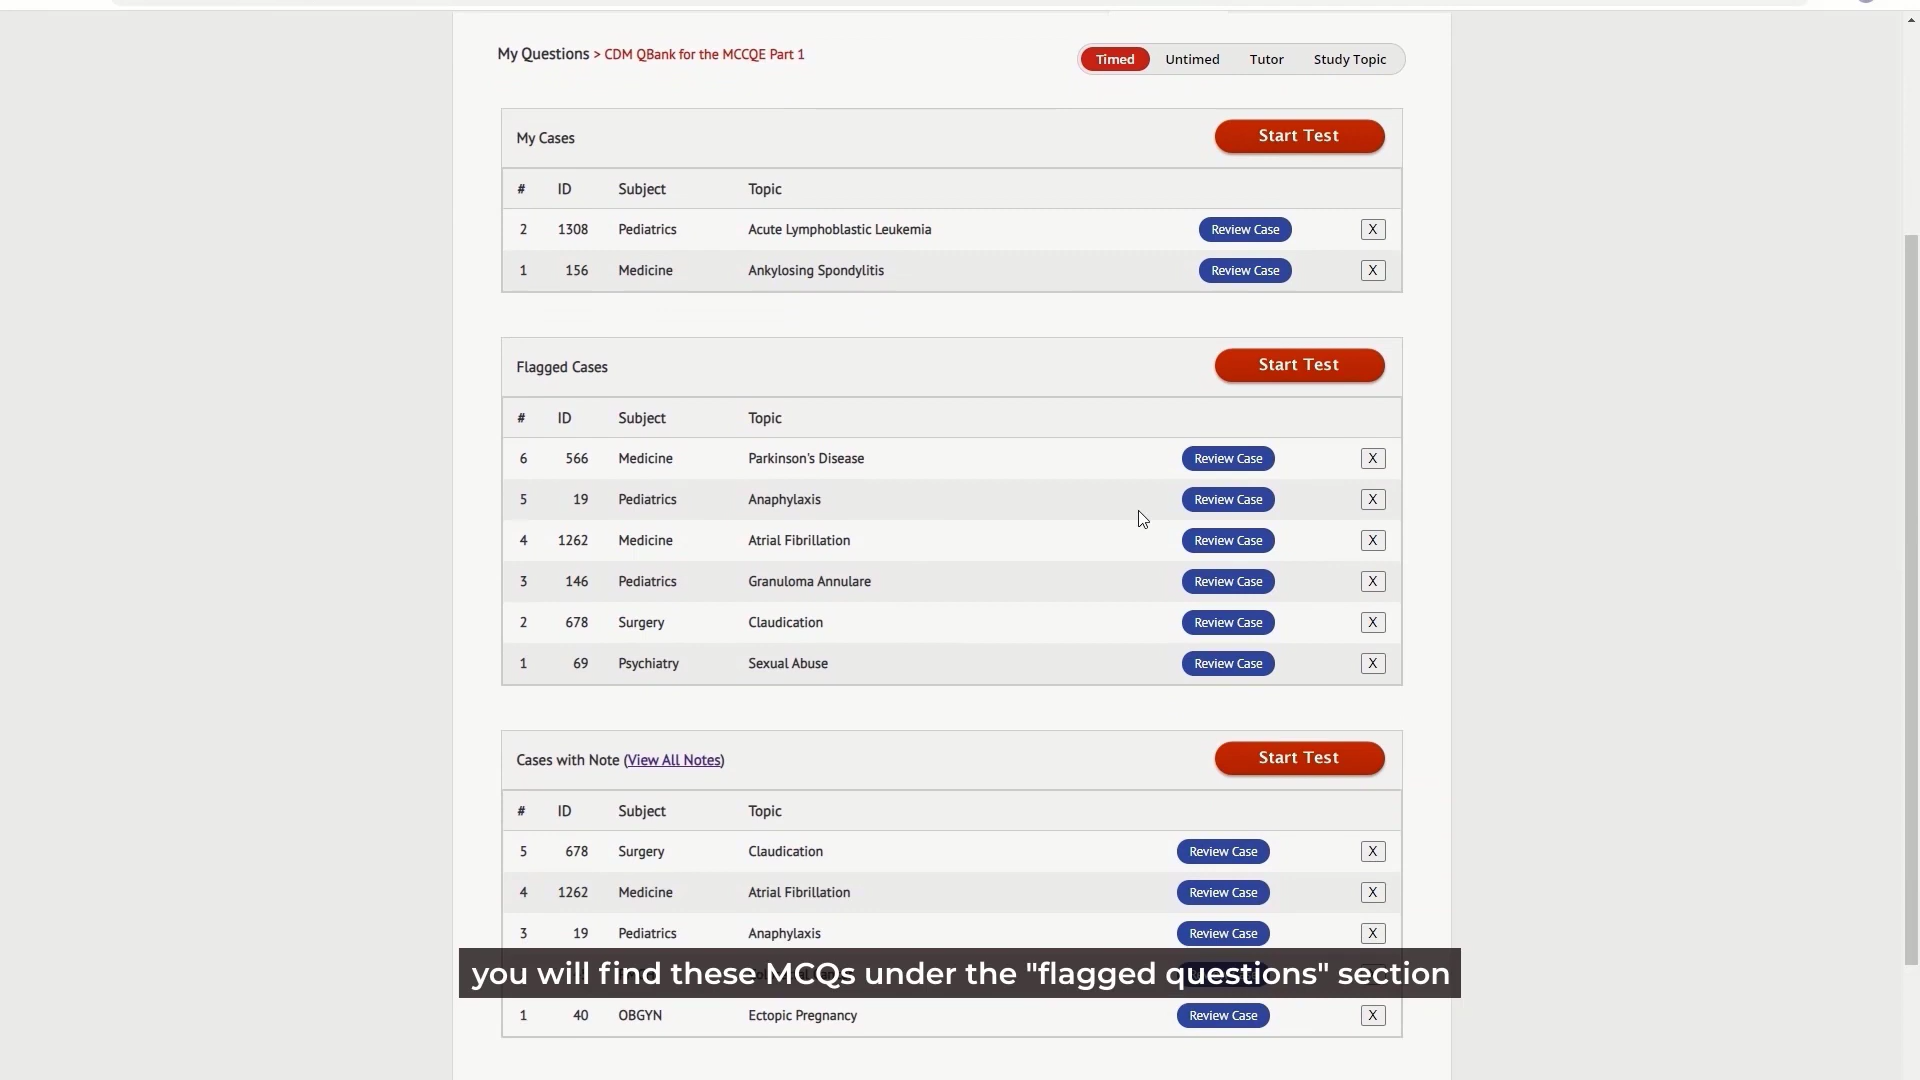 My Questions > CDM QBank for the MCCQE Part 1
Timed Untimed Tutor Study Topic
My Cases Start Test
# ID Subject Topic
2 1308 Pediatrics Acute Lymphoblastic Leukemia Review Case X
1 156 Medicine Ankylosing Spondylitis Review Case X
Flagged Cases Start Test
# ID Subject Topic
6 566 Medicine Parkinson's Disease Review Case X
5 19 Pediatrics Anaphylaxis Review Case X
4 1262 Medicine Atrial Fibrillation Review Case X
3 146 Pediatrics Granuloma Annulare Review Case X
2 678 Surgery Claudication Review Case X
1 69 Psychiatry Sexual Abuse Review Case X
Cases with Note (View All Notes) Start Test
# ID Subject Topic
5 678 Surgery Claudication Review Case X
4 1262 Medicine Atrial Fibrillation Review Case X
3 19 Pediatrics Anaphylaxis Review Case X
you will find these MCQs under the "flagged questions" section
1 40 OBGYN Ectopic Pregnancy Review Case X